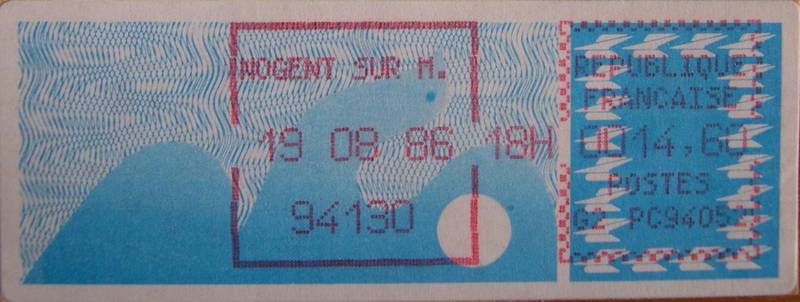 NOGENT SUR M.
19 08 86 18H
94130
REPUBLIQUE
FRANCAISE
0014,60
POSTES
G2 PC94052